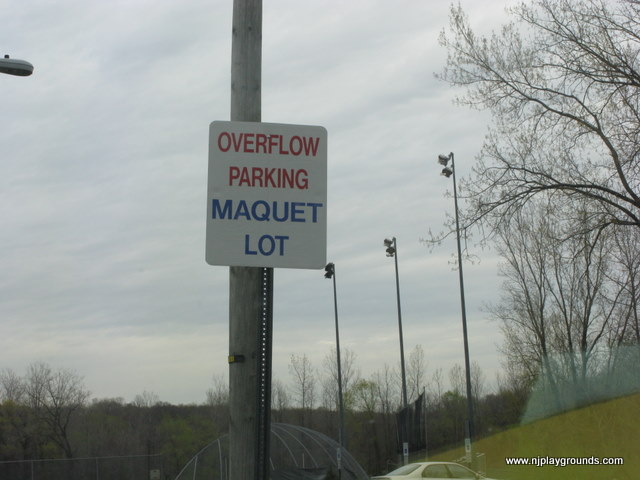 OVERFLOW
PARKING
MAQUET
LOT
www.njplaygrounds.com